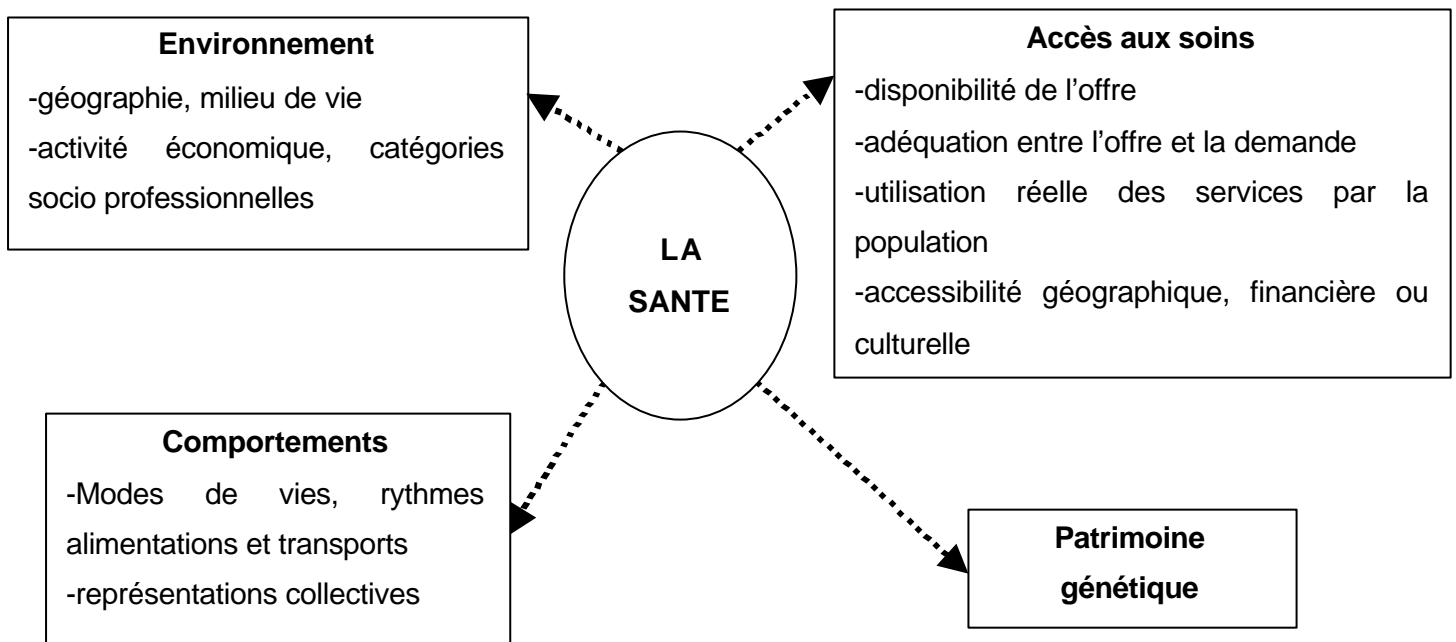 Environnement
-géographie, milieu de vie
-activité économique, catégories
socio professionnelles
Accès aux soins
-disponibilité de l'offre
-adéquation entre l'offre et la demande
-utilisation réelle des services par la
population
-accessibilité géographique, financière ou
culturelle
LA
SANTE
Comportements
-Modes de vies, rythmes
alimentations et transports
-représentations collectives
Patrimoine
génétique